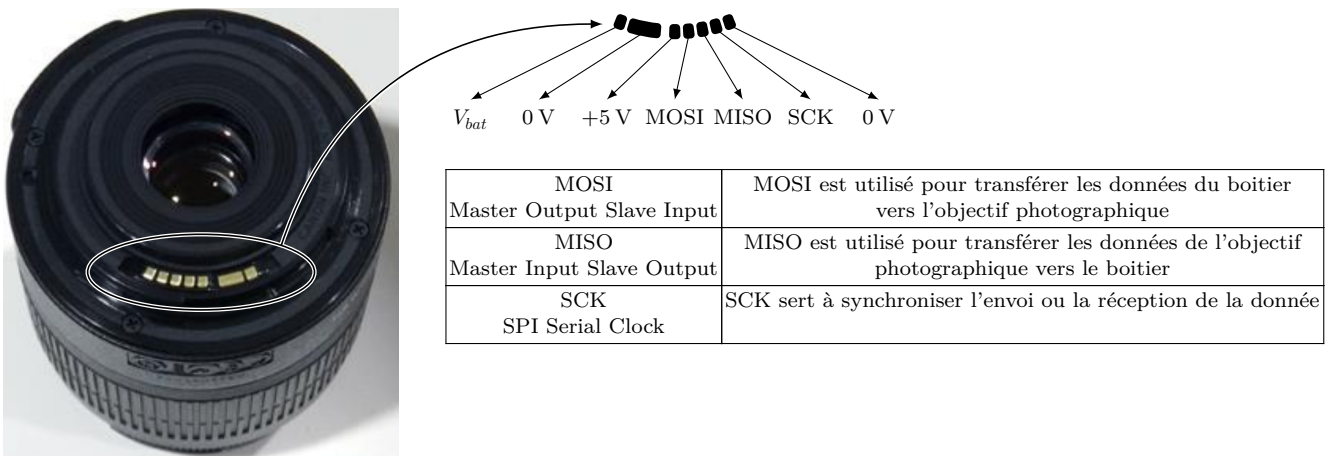 V_bat 0 V +5 V MOSI MISO SCK 0 V
MOSI
Master Output Slave Input
MOSI est utilisé pour transférer les données du boitier
vers l'objectif photographique
MISO
Master Input Slave Output
MISO est utilisé pour transférer les données de l'objectif
photographique vers le boitier
SCK
SPI Serial Clock
SCK sert à synchroniser l'envoi ou la réception de la donnée